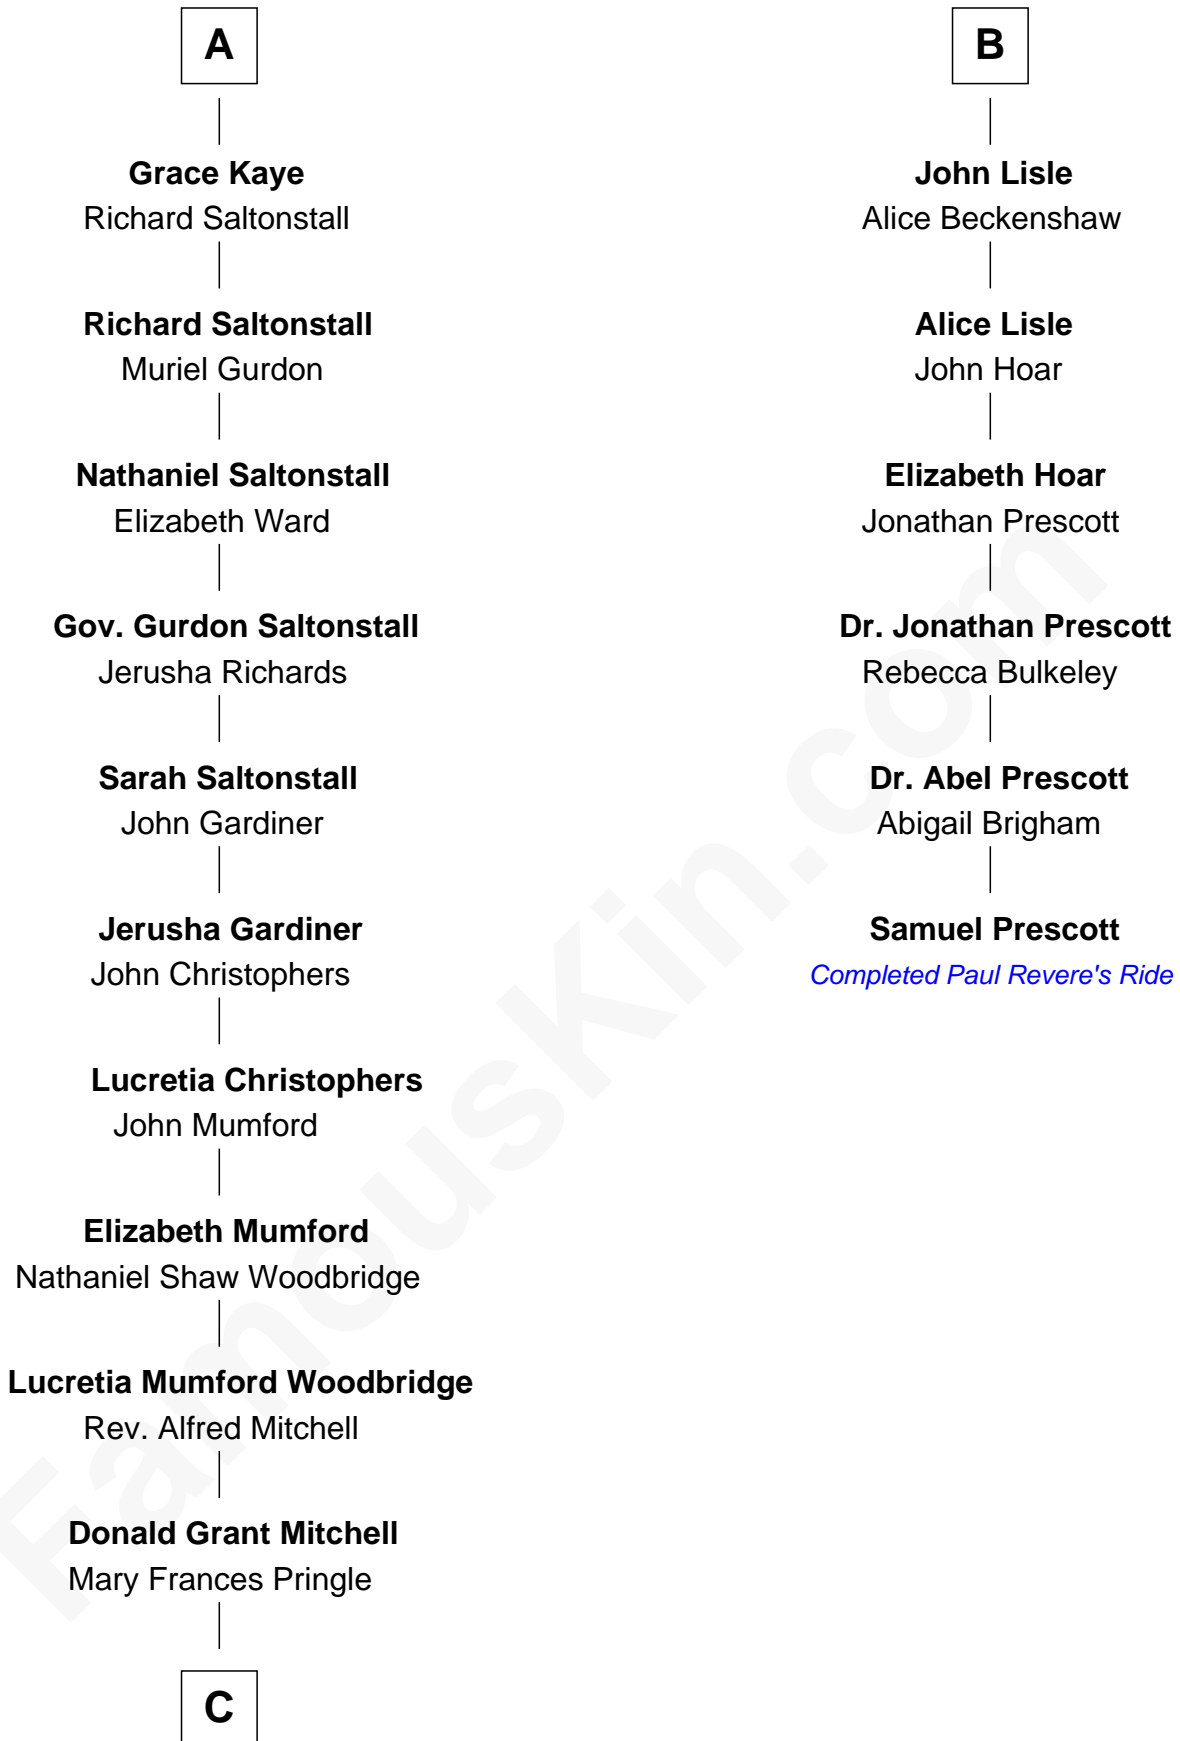 A
Grace Kaye
Richard Saltonstall
Richard Saltonstall
Muriel Gurdon
Nathaniel Saltonstall
Elizabeth Ward
Gov. Gurdon Saltonstall
Jerusha Richards
Sarah Saltonstall
John Gardiner
Jerusha Gardiner
John Christophers
Lucretia Christophers
John Mumford
Elizabeth Mumford
Nathaniel Shaw Woodbridge
Lucretia Mumford Woodbridge
Rev. Alfred Mitchell
Donald Grant Mitchell
Mary Frances Pringle
C
B
John Lisle
Alice Beckenshaw
Alice Lisle
John Hoar
Elizabeth Hoar
Jonathan Prescott
Dr. Jonathan Prescott
Rebecca Bulkeley
Dr. Abel Prescott
Abigail Brigham
Samuel Prescott
Completed Paul Revere's Ride
FamousKin.com